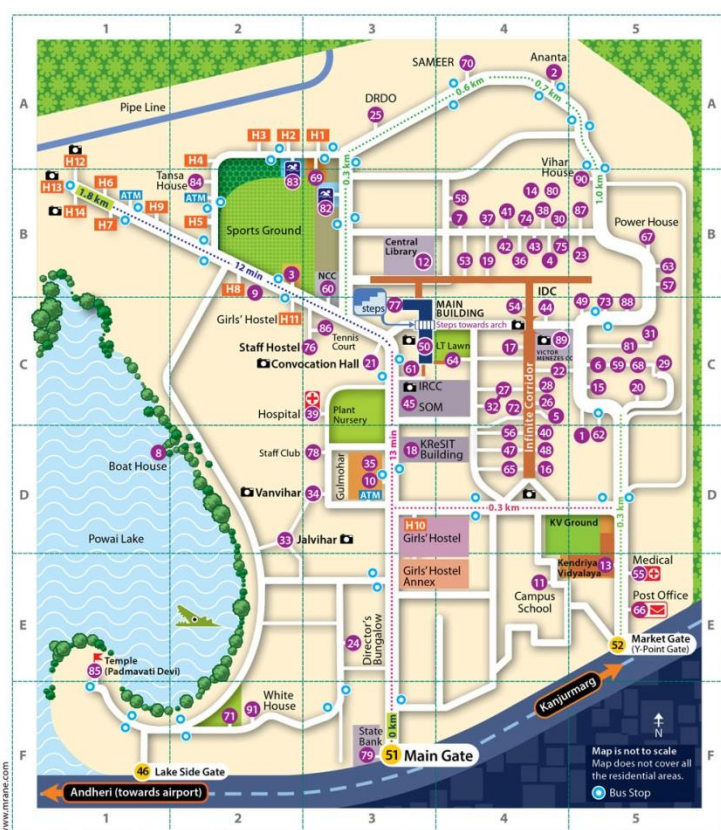 1 2 3 4 5
A
B
C
D
E
F
A
B
C
D
E
F
1 2 3 4 5
SAMEER 70
Ananta
2
Pipe Line
DRDO
25
0.6 km
0.7 km
H3 H2 H1
H12
H4
Tansa
House
84
83
69
0.3 km
Vihar
House
90
1.0 km
H13
H6
ATM
H14
1.8 km
H7
H9
ATM
H5
82
Sports Ground
58
7 37 41 74 38 30 87
14 80
Power House
67
63
57
Central
Library
12
53 19 42 36 43 4 75 23
12 min
3
NCC
60
H8
9
Girls' Hostel
H11
86
Tennis
Court
steps
77
MAIN
BUILDING
Steps towards arch
IDC
54 44
49 73 88
31
81
Staff Hostel
76
Convocation Hall
21
50
LT Lawn
64
61
17
89
VICTOR
MENEZES CC
22
6 59 68 29
15 20
IRCC
45 SOM
27
32 72
28
26
5
Infinite Corridor
Hospital
39
Plant
Nursery
1 62
8
Boat House
Staff Club 78
13 min
18
KReSIT
Building
56 40
47 48
65 16
Gulmohar
35
10
ATM
Vanvihar 34
Powai Lake
33 Jalvihar
0.3 km
0.3 km
H10
Girls' Hostel
Girls' Hostel
Annex
KV Ground
Kendriya
Vidyalaya
13
Medical
55
11
Campus
School
Post Office
66
24
Director's
Bungalow
52
Market Gate
(Y-Point Gate)
Temple
(Padmavati Devi)
85
Kanjurmarg
White
House
71 91
0 km
State
Bank
79
51 Main Gate
N
46 Lake Side Gate
Map is not to scale
Map does not cover all
the residential areas.
Bus Stop
Andheri (towards airport)
www.mrane.com